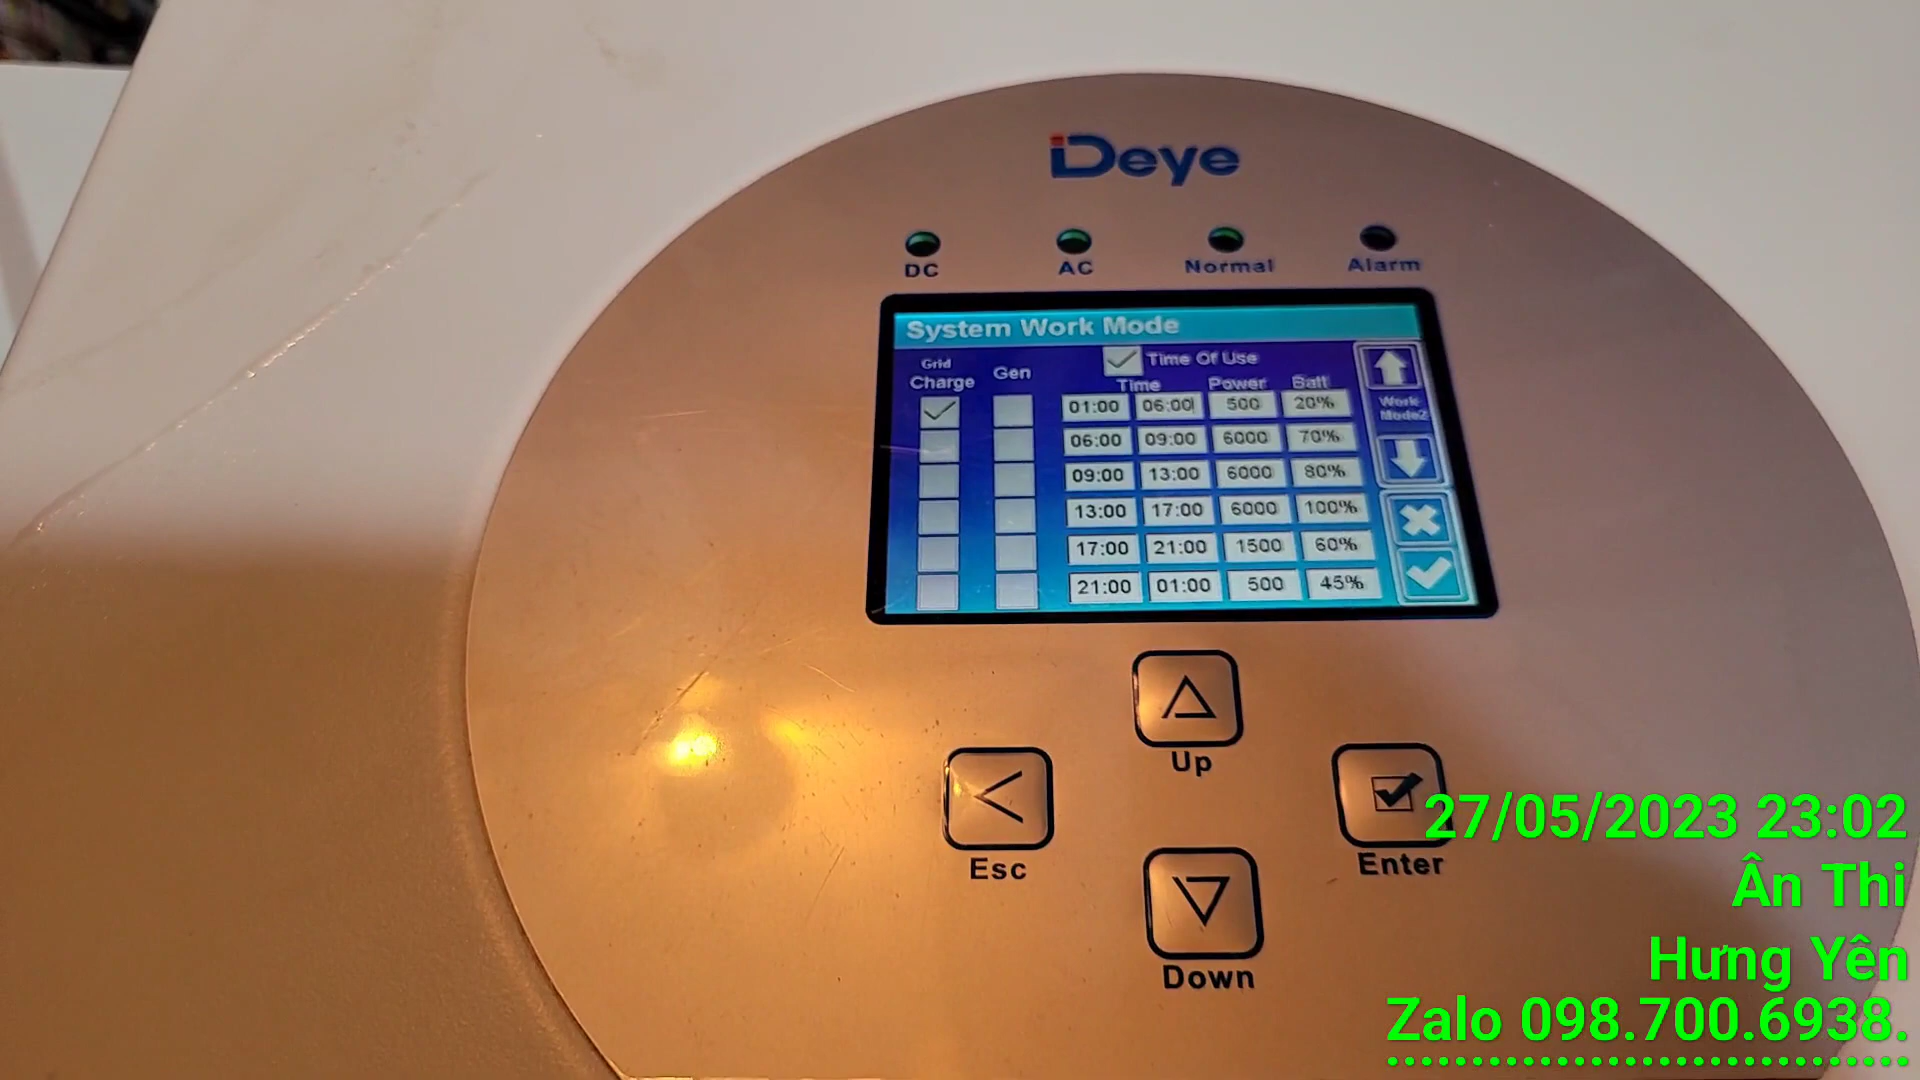 Deye
DC AC Normal Alarm
System Work Mode
Grid Charge Gen Time Of Use
Time Power Batt
01:00 06:00 500 20%
06:00 09:00 6000 70%
09:00 13:00 6000 80%
13:00 17:00 6000 100%
17:00 21:00 1500 60%
21:00 01:00 500 45%
Work
Mode2
Up
Esc
Enter
Down
27/05/2023 23:02
Ân Thi
Hưng Yên
Zalo 098.700.6938.